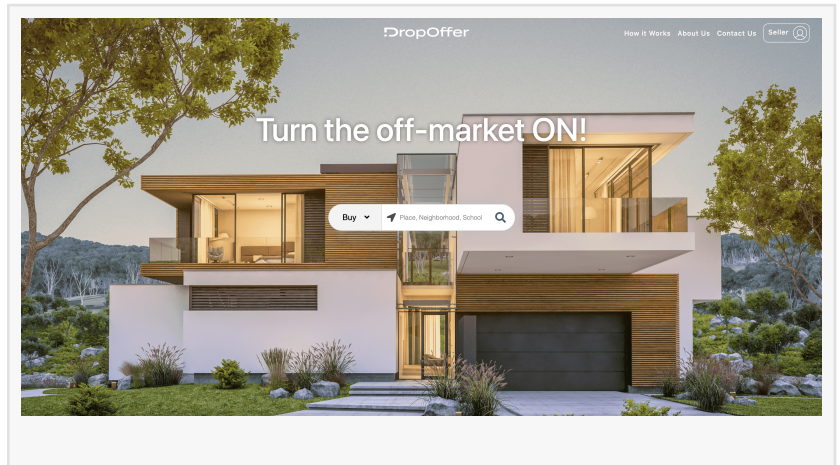 DropOffer
How it Works
About Us
Contact Us
Seller
Turn the off-market ON!
Buy
Place, Neighborhood, School